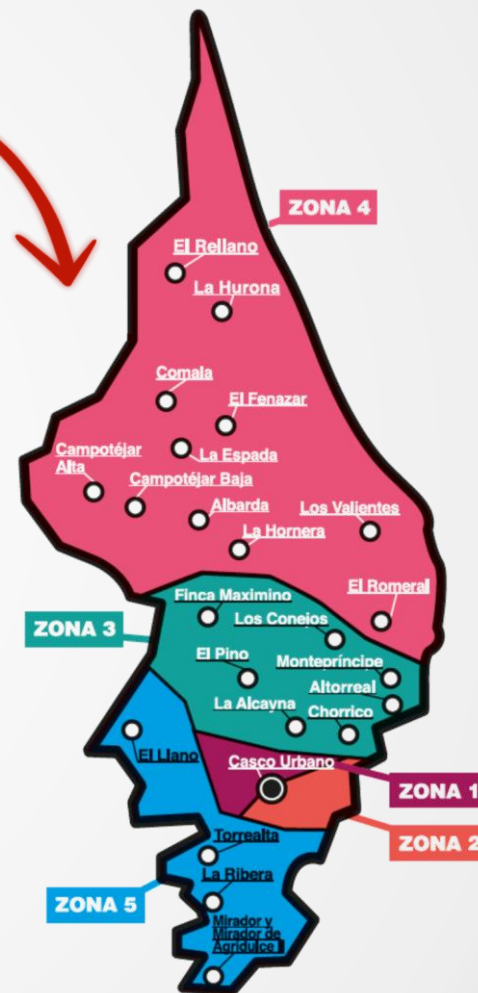 ZONA 4
El Rellano
La Hurona
Comala
El Fenazar
La Espada
Campotéjar
Alta
Campotéjar Baja
Albarda
Los Valientes
La Hornera
El Romeral
Finca Maximino
Los Conejos
ZONA 3
El Pino
Montepríncipe
Altorreal
La Alcayna
Chorrico
El Llano
Casco Urbano
ZONA 1
ZONA 2
Torrealta
La Ribera
ZONA 5
Mirador y
Mirador de
Agridulce